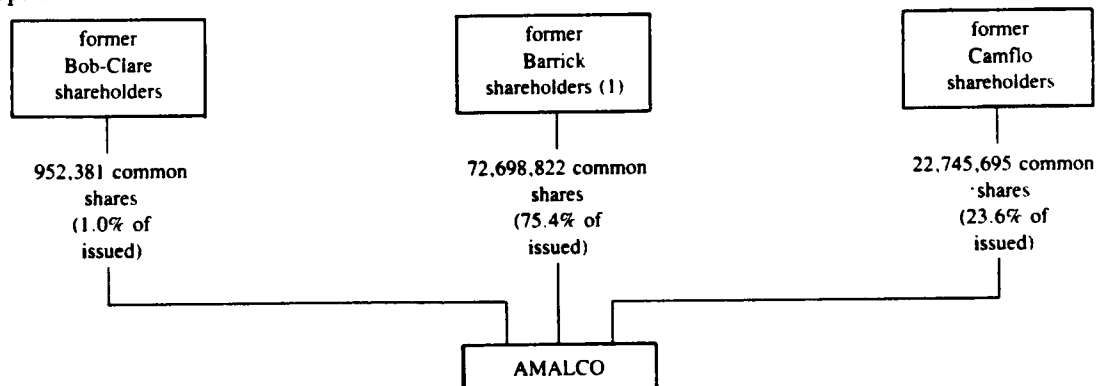 former
Bob-Clare
shareholders
former
Barrick
shareholders (1)
former
Camflo
shareholders
952,381 common
shares
(1.0% of
issued)
72,698,822 common
shares
(75.4% of
issued)
22,745,695 common
shares
(23.6% of
issued)
AMALCO